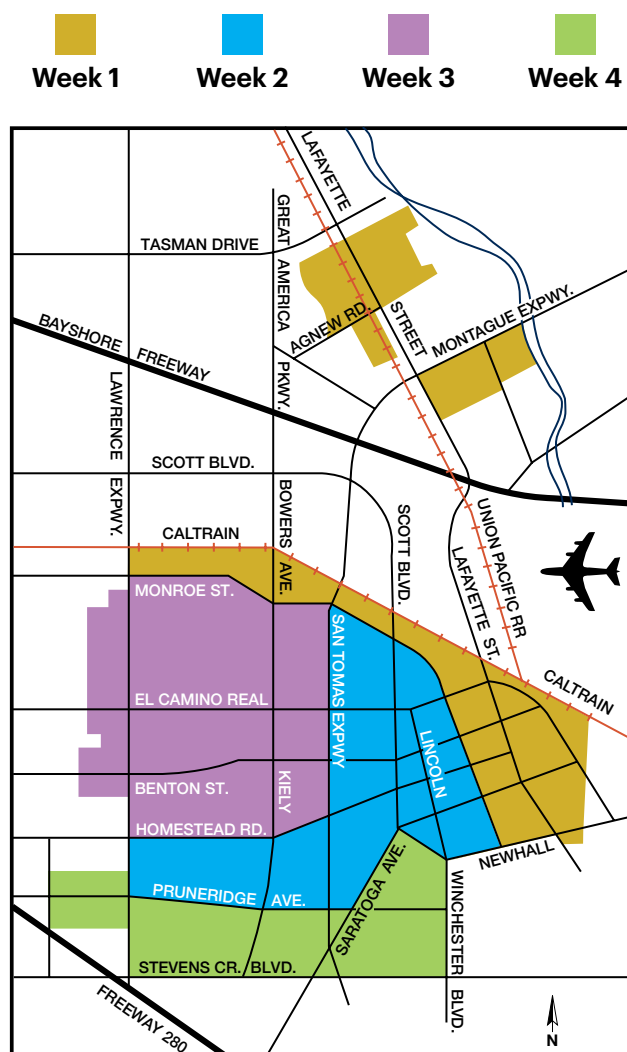 Week 1 Week 2 Week 3 Week 4
LAFAYETTE
STREET
GREAT AMERICA
PKWY.
TASMAN DRIVE
AGNEW RD.
MONTAGUE EXPWY.
BAYSHORE FREEWAY
LAWRENCE
EXPWY.
SCOTT BLVD.
BOWERS
AVE.
SCOTT BLVD.
UNION PACIFIC RR
LAFAYETTE ST.
CALTRAIN
MONROE ST.
SAN TOMAS EXPWY
CALTRAIN
EL CAMINO REAL
LINCOLN
KIELY
BENTON ST.
HOMESTEAD RD.
NEWHALL
PRUNERIDGE AVE.
SARATOGA AVE.
WINCHESTER
BLVD.
STEVENS CR. BLVD.
FREEWAY 280
N